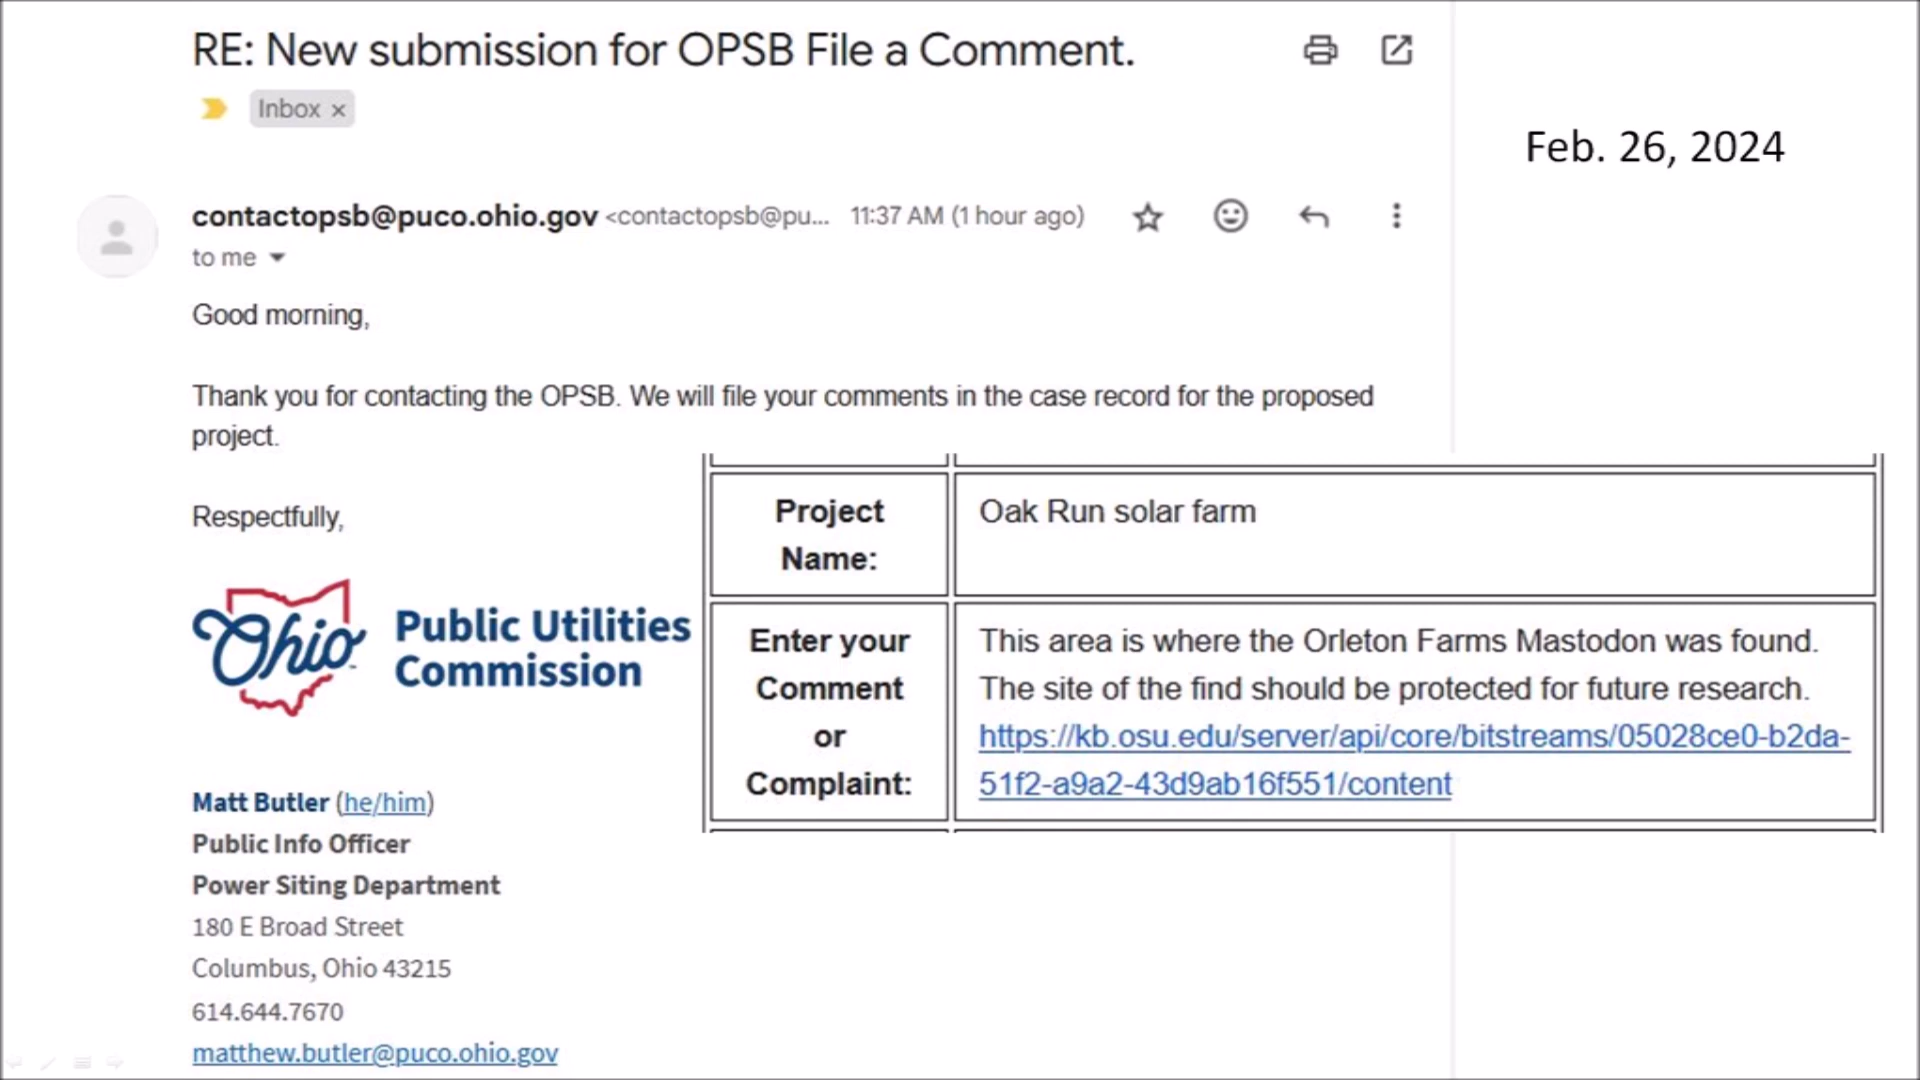 RE: New submission for OPSB File a Comment.
Inbox ×
Feb. 26, 2024
contactopsb@puco.ohio.gov <contactopsb@pu... 11:37 AM (1 hour ago)
to me
Good morning,
Thank you for contacting the OPSB. We will file your comments in the case record for the proposed
project.
Respectfully,
Ohio
Public Utilities
Commission
Project
Name:
Oak Run solar farm
Enter your
Comment
or
Complaint:
This area is where the Orleton Farms Mastodon was found.
The site of the find should be protected for future research.
https://kb.osu.edu/server/api/core/bitstreams/05028ce0-b2da-
51f2-a9a2-43d9ab16f551/content
Matt Butler (he/him)
Public Info Officer
Power Siting Department
180 E Broad Street
Columbus, Ohio 43215
614.644.7670
matthew.butler@puco.ohio.gov